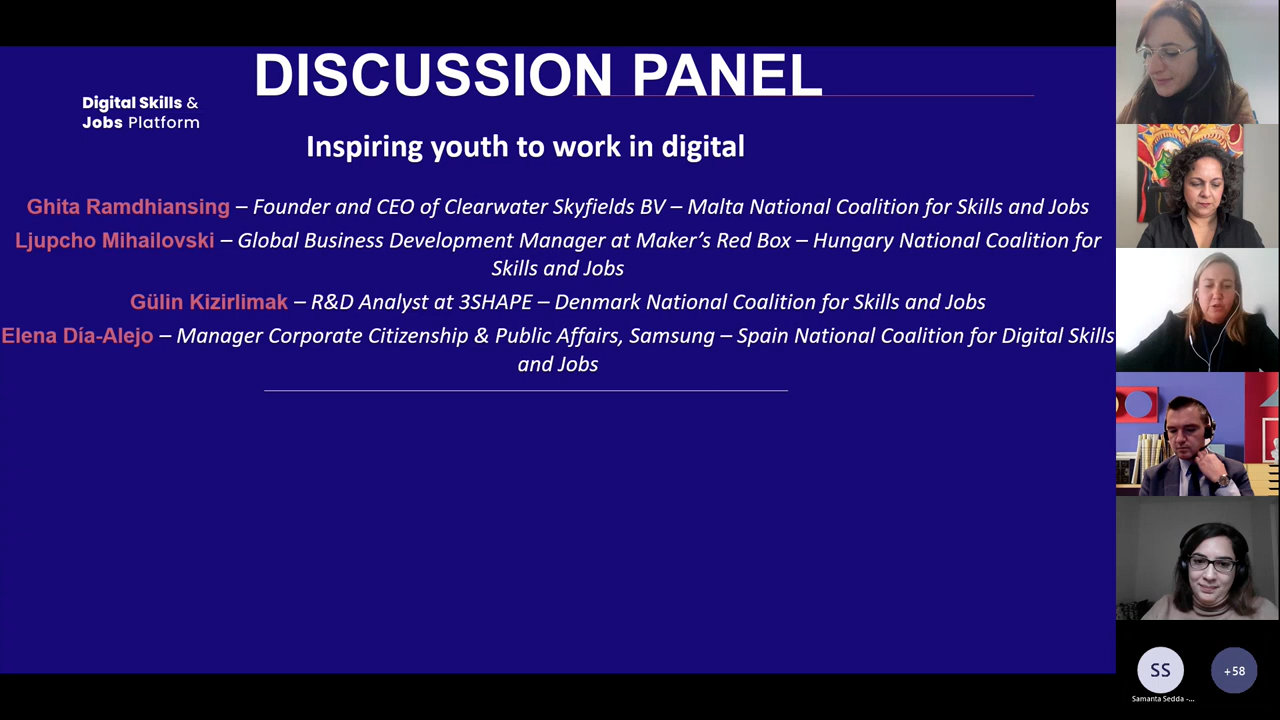 DISCUSSION PANEL
Digital Skills &
Jobs Platform
Inspiring youth to work in digital
Ghita Ramdhiansing – Founder and CEO of Clearwater Skyfields BV – Malta National Coalition for Skills and Jobs
Ljupcho Mihailovski – Global Business Development Manager at Maker's Red Box – Hungary National Coalition for
Skills and Jobs
Gülin Kizirlimak – R&D Analyst at 3SHAPE – Denmark National Coalition for Skills and Jobs
Elena Día-Alejo – Manager Corporate Citizenship & Public Affairs, Samsung – Spain National Coalition for Digital Skills
and Jobs
SS
+58
Samanta Sedda -...